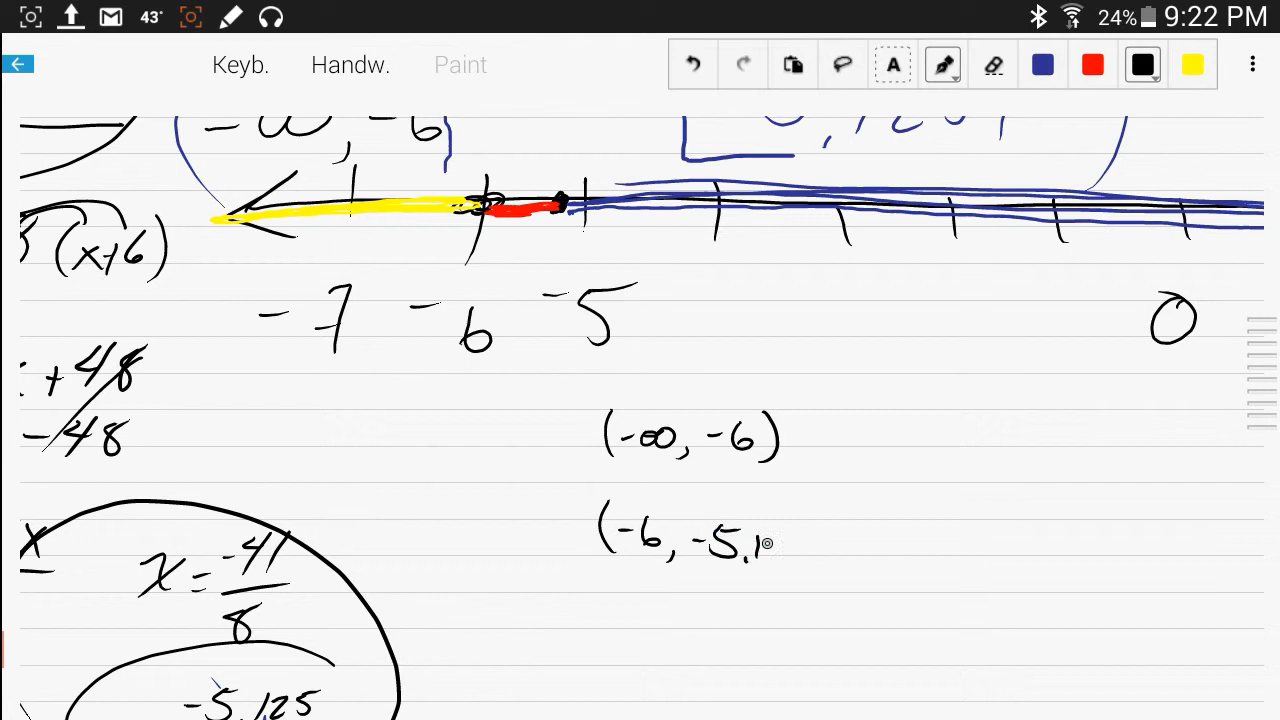 43° 24% 9:22 PM
Keyb. Handw. Paint
A
-∞, -6
(x+6)
-7 -6 -5 0
+48
-48
(-∞, -6)
(-6, -5.1
x
x = -41
8
-5.125